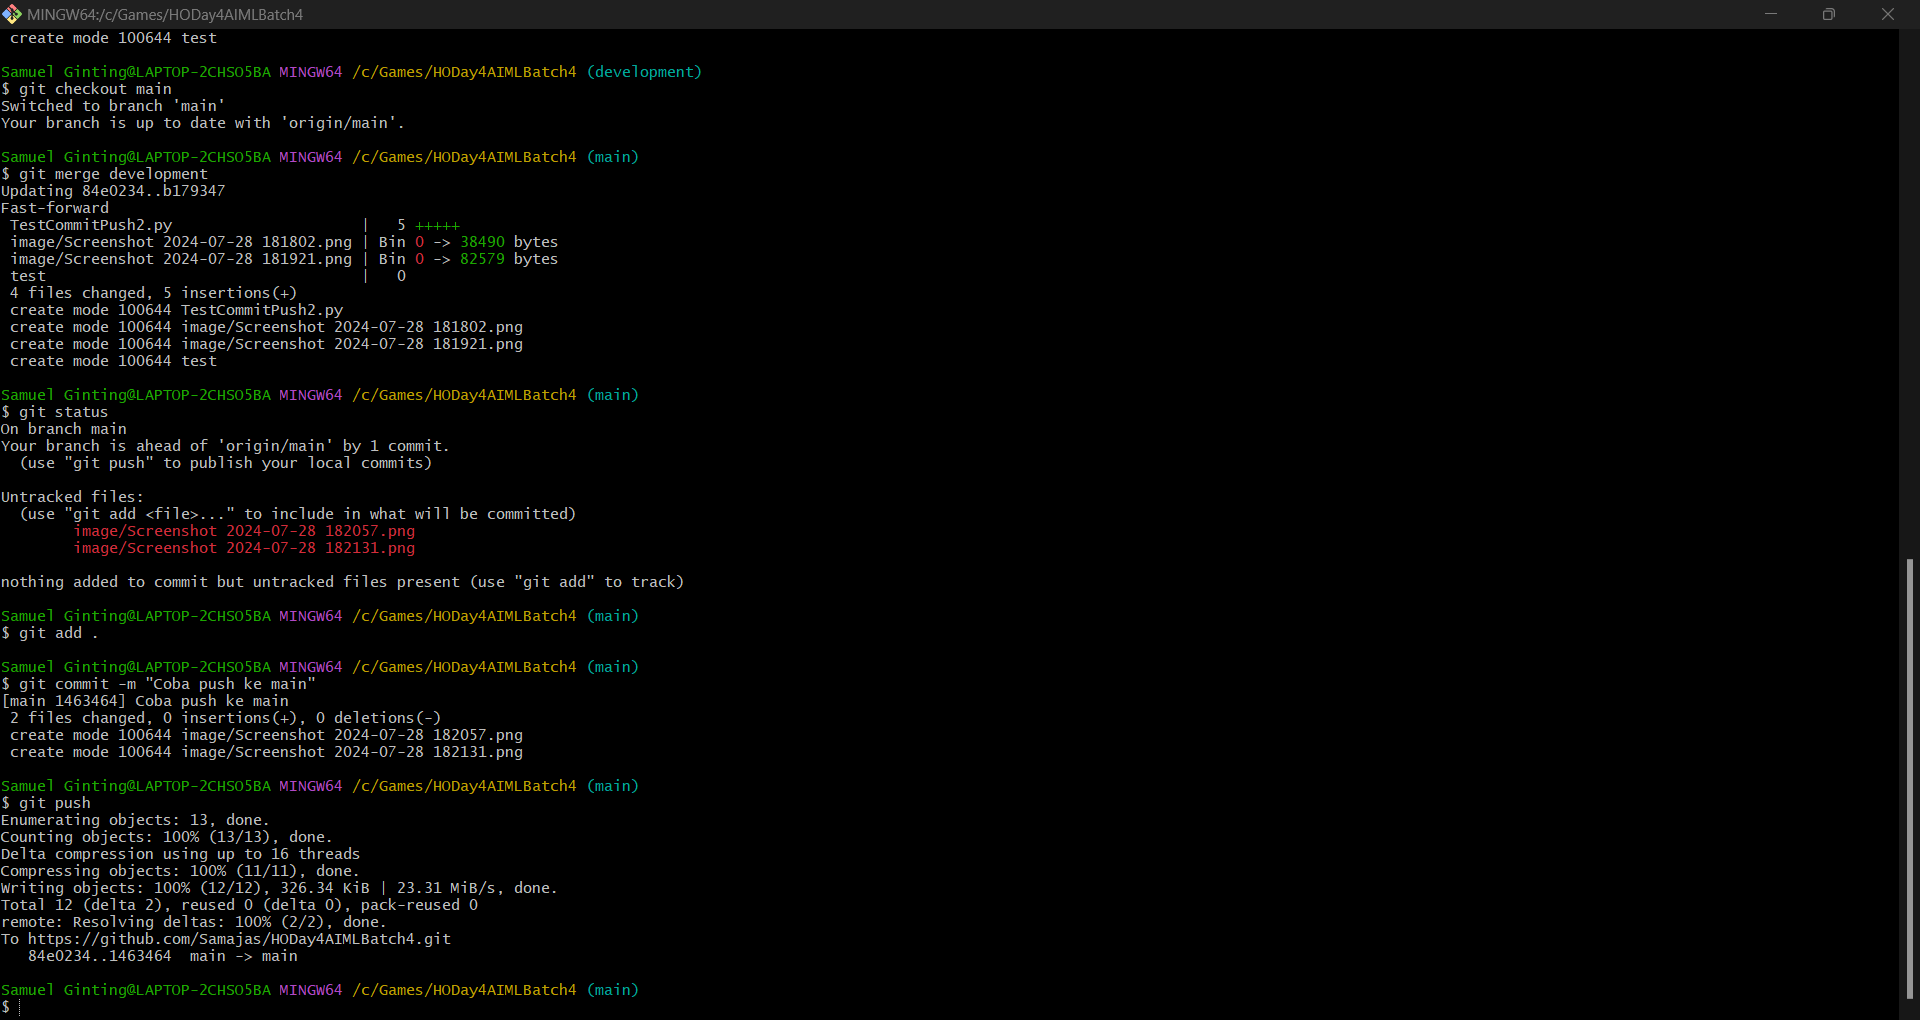 MINGW64:/c/Games/HODay4AIMLBatch4
create mode 100644 test
Samuel Ginting@LAPTOP-2CHSO5BA MINGW64 /c/Games/HODay4AIMLBatch4 (development)
$ git checkout main
Switched to branch 'main'
Your branch is up to date with 'origin/main'.
Samuel Ginting@LAPTOP-2CHSO5BA MINGW64 /c/Games/HODay4AIMLBatch4 (main)
$ git merge development
Updating 84e0234..b179347
Fast-forward
TestCommitPush2.py | 5 +++++
image/Screenshot 2024-07-28 181802.png | Bin 0 -> 38490 bytes
image/Screenshot 2024-07-28 181921.png | Bin 0 -> 82579 bytes
test | 0
4 files changed, 5 insertions(+)
create mode 100644 TestCommitPush2.py
create mode 100644 image/Screenshot 2024-07-28 181802.png
create mode 100644 image/Screenshot 2024-07-28 181921.png
create mode 100644 test
Samuel Ginting@LAPTOP-2CHSO5BA MINGW64 /c/Games/HODay4AIMLBatch4 (main)
$ git status
On branch main
Your branch is ahead of 'origin/main' by 1 commit.
(use "git push" to publish your local commits)
Untracked files:
(use "git add <file>..." to include in what will be committed)
image/Screenshot 2024-07-28 182057.png
image/Screenshot 2024-07-28 182131.png
nothing added to commit but untracked files present (use "git add" to track)
Samuel Ginting@LAPTOP-2CHSO5BA MINGW64 /c/Games/HODay4AIMLBatch4 (main)
$ git add .
Samuel Ginting@LAPTOP-2CHSO5BA MINGW64 /c/Games/HODay4AIMLBatch4 (main)
$ git commit -m "Coba push ke main"
[main 1463464] Coba push ke main
2 files changed, 0 insertions(+), 0 deletions(-)
create mode 100644 image/Screenshot 2024-07-28 182057.png
create mode 100644 image/Screenshot 2024-07-28 182131.png
Samuel Ginting@LAPTOP-2CHSO5BA MINGW64 /c/Games/HODay4AIMLBatch4 (main)
$ git push
Enumerating objects: 13, done.
Counting objects: 100% (13/13), done.
Delta compression using up to 16 threads
Compressing objects: 100% (11/11), done.
Writing objects: 100% (12/12), 326.34 KiB | 23.31 MiB/s, done.
Total 12 (delta 2), reused 0 (delta 0), pack-reused 0
remote: Resolving deltas: 100% (2/2), done.
To https://github.com/Samajas/HODay4AIMLBatch4.git
84e0234..1463464 main -> main
Samuel Ginting@LAPTOP-2CHSO5BA MINGW64 /c/Games/HODay4AIMLBatch4 (main)
$